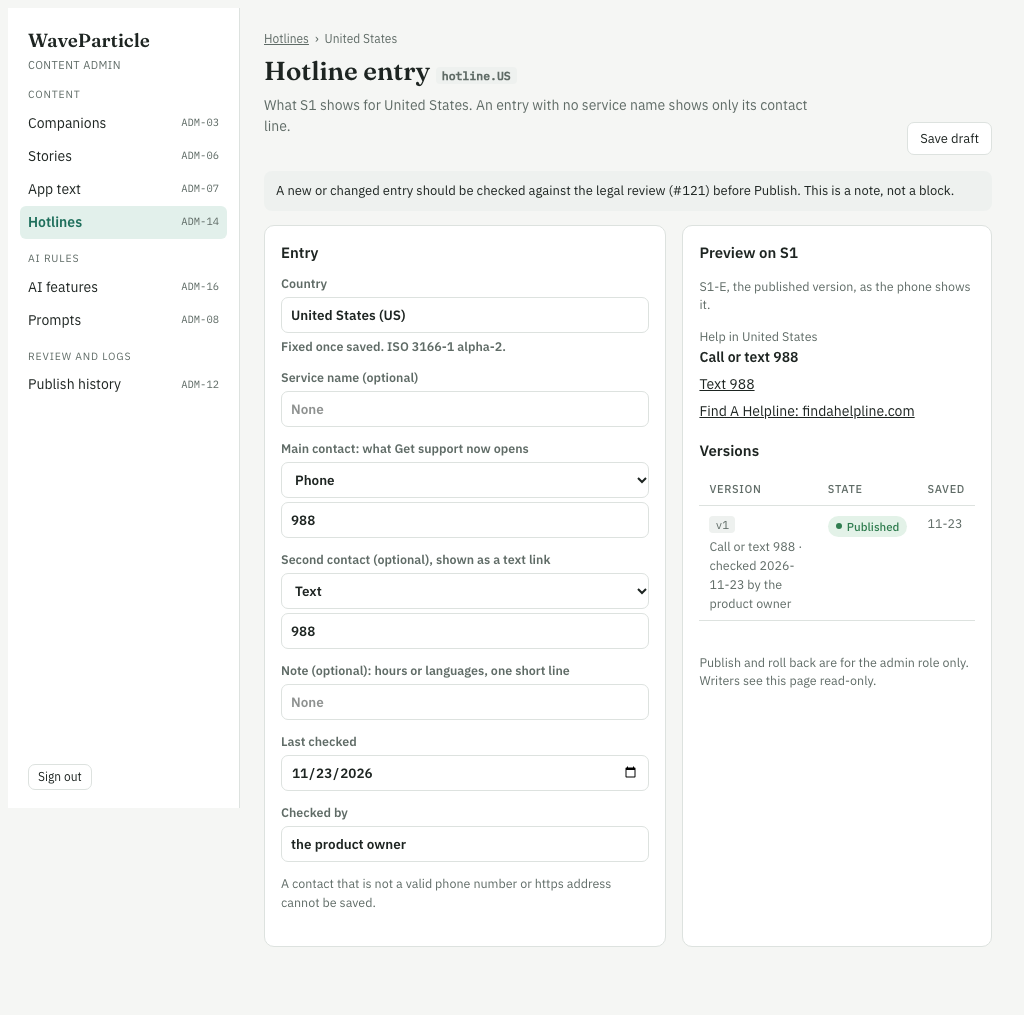 WaveParticle
CONTENT ADMIN
CONTENT
Companions ADM-03
Stories ADM-06
App text ADM-07
Hotlines ADM-14
AI RULES
AI features ADM-16
Prompts ADM-08
REVIEW AND LOGS
Publish history ADM-12
Sign out
Hotlines › United States
Hotline entry hotline.US
What S1 shows for United States. An entry with no service name shows only its contact
line.
Save draft
A new or changed entry should be checked against the legal review (#121) before Publish. This is a note, not a block.
Entry
Country
United States (US)
Fixed once saved. ISO 3166-1 alpha-2.
Service name (optional)
None
Main contact: what Get support now opens
Phone
988
Second contact (optional), shown as a text link
Text
988
Note (optional): hours or languages, one short line
None
Last checked
11/23/2026
Checked by
the product owner
A contact that is not a valid phone number or https address
cannot be saved.
Preview on S1
S1-E, the published version, as the phone shows
it.
Help in United States
Call or text 988
Text 988
Find A Helpline: findahelpline.com
Versions
VERSION STATE SAVED
v1 Published 11-23
Call or text 988 ·
checked 2026-
11-23 by the
product owner
Publish and roll back are for the admin role only.
Writers see this page read-only.